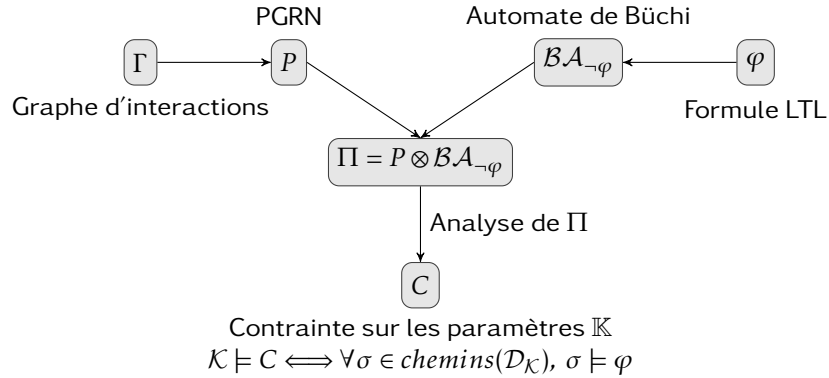 PGRN
Automate de Büchi
Γ
P
ℬ𝒜¬φ
φ
Graphe d'interactions
Formule LTL
Π = P ⊗ ℬ𝒜¬φ
Analyse de Π
C
Contrainte sur les paramètres 𝕂
𝒦 ⊨ C ⟺ ∀σ ∈ chemins(𝒟𝒦), σ ⊨ φ